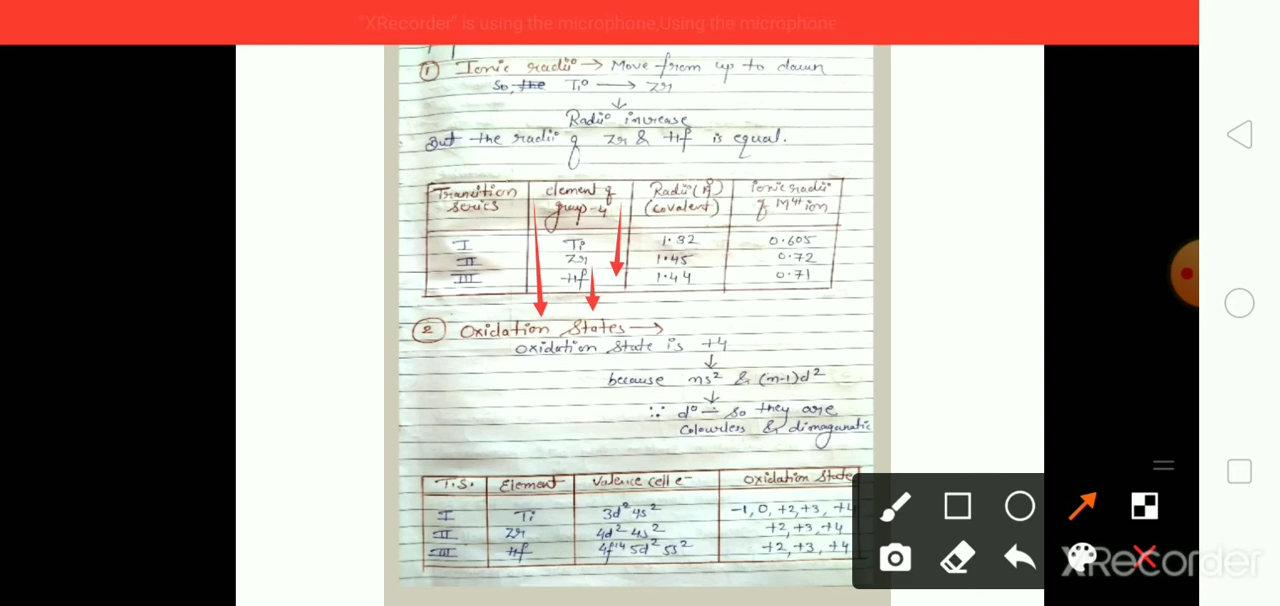 "XRecorder" is using the microphone,Using the microphone
① Ionic radii → Move from up to down
So, the Ti → Zr
↓
Radii increase
But the radii of Zr & Hf is equal.
Transition series | element of group-4 | Radii (A°) (covalent) | ionic radii of M4+ ion
I | Ti | 1.32 | 0.605
II | Zr | 1.45 | 0.72
III | Hf | 1.44 | 0.71
② Oxidation States →
oxidation state is +4
↓
because ns² & (n-1)d²
↓
∵ d° ∸ so they are
colourless & dimaganatic
T.S. | Element | Valence cell e- | Oxidation State
I | Ti | 3d² 4s² | -1, 0, +2, +3, +4
II | Zr | 4d² 4s² | +2, +3, +4
III | Hf | 4f¹⁴ 5d² 5s² | +2, +3, +4
XRecorder